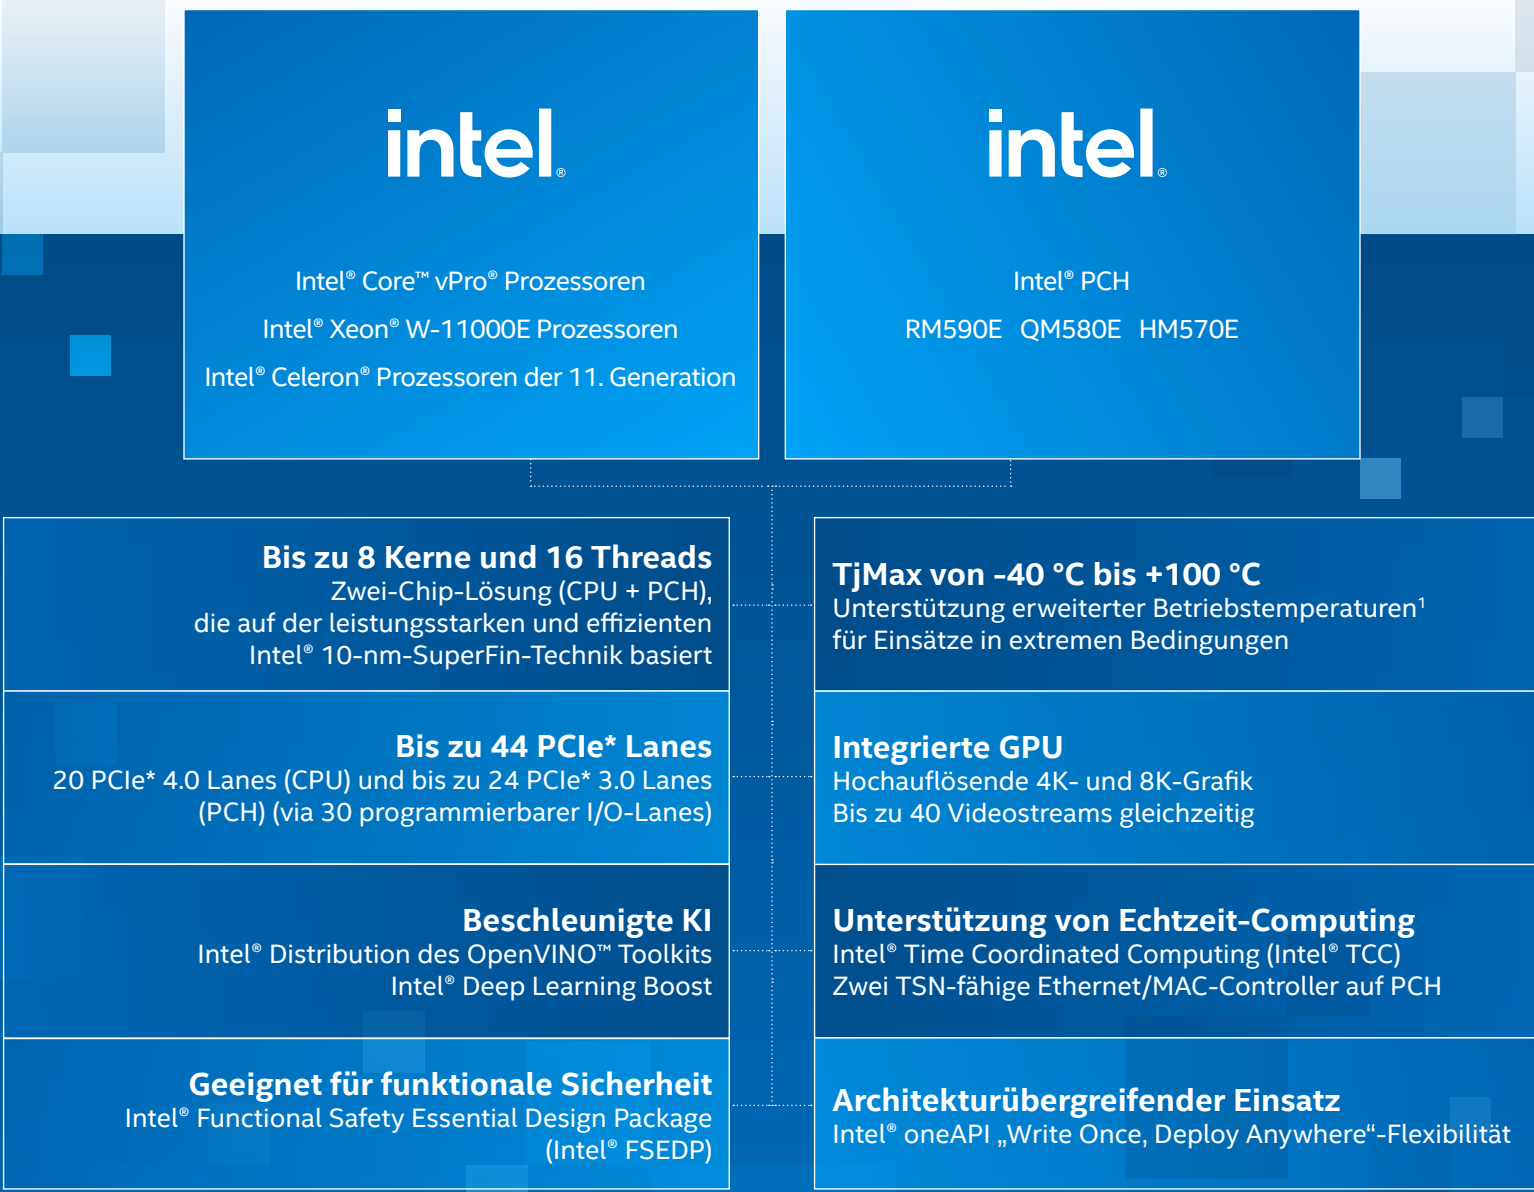 intel®
Intel® Core™ vPro® Prozessoren
Intel® Xeon® W-11000E Prozessoren
Intel® Celeron® Prozessoren der 11. Generation
intel®
Intel® PCH
RM590E QM580E HM570E
Bis zu 8 Kerne und 16 Threads
Zwei-Chip-Lösung (CPU + PCH),
die auf der leistungsstarken und effizienten
Intel® 10-nm-SuperFin-Technik basiert
TjMax von -40 °C bis +100 °C
Unterstützung erweiterter Betriebstemperaturen¹
für Einsätze in extremen Bedingungen
Bis zu 44 PCIe* Lanes
20 PCIe* 4.0 Lanes (CPU) und bis zu 24 PCIe* 3.0 Lanes
(PCH) (via 30 programmierbarer I/O-Lanes)
Integrierte GPU
Hochauflösende 4K- und 8K-Grafik
Bis zu 40 Videostreams gleichzeitig
Beschleunigte KI
Intel® Distribution des OpenVINO™ Toolkits
Intel® Deep Learning Boost
Unterstützung von Echtzeit-Computing
Intel® Time Coordinated Computing (Intel® TCC)
Zwei TSN-fähige Ethernet/MAC-Controller auf PCH
Geeignet für funktionale Sicherheit
Intel® Functional Safety Essential Design Package
(Intel® FSEDP)
Architekturübergreifender Einsatz
Intel® oneAPI „Write Once, Deploy Anywhere“-Flexibilität